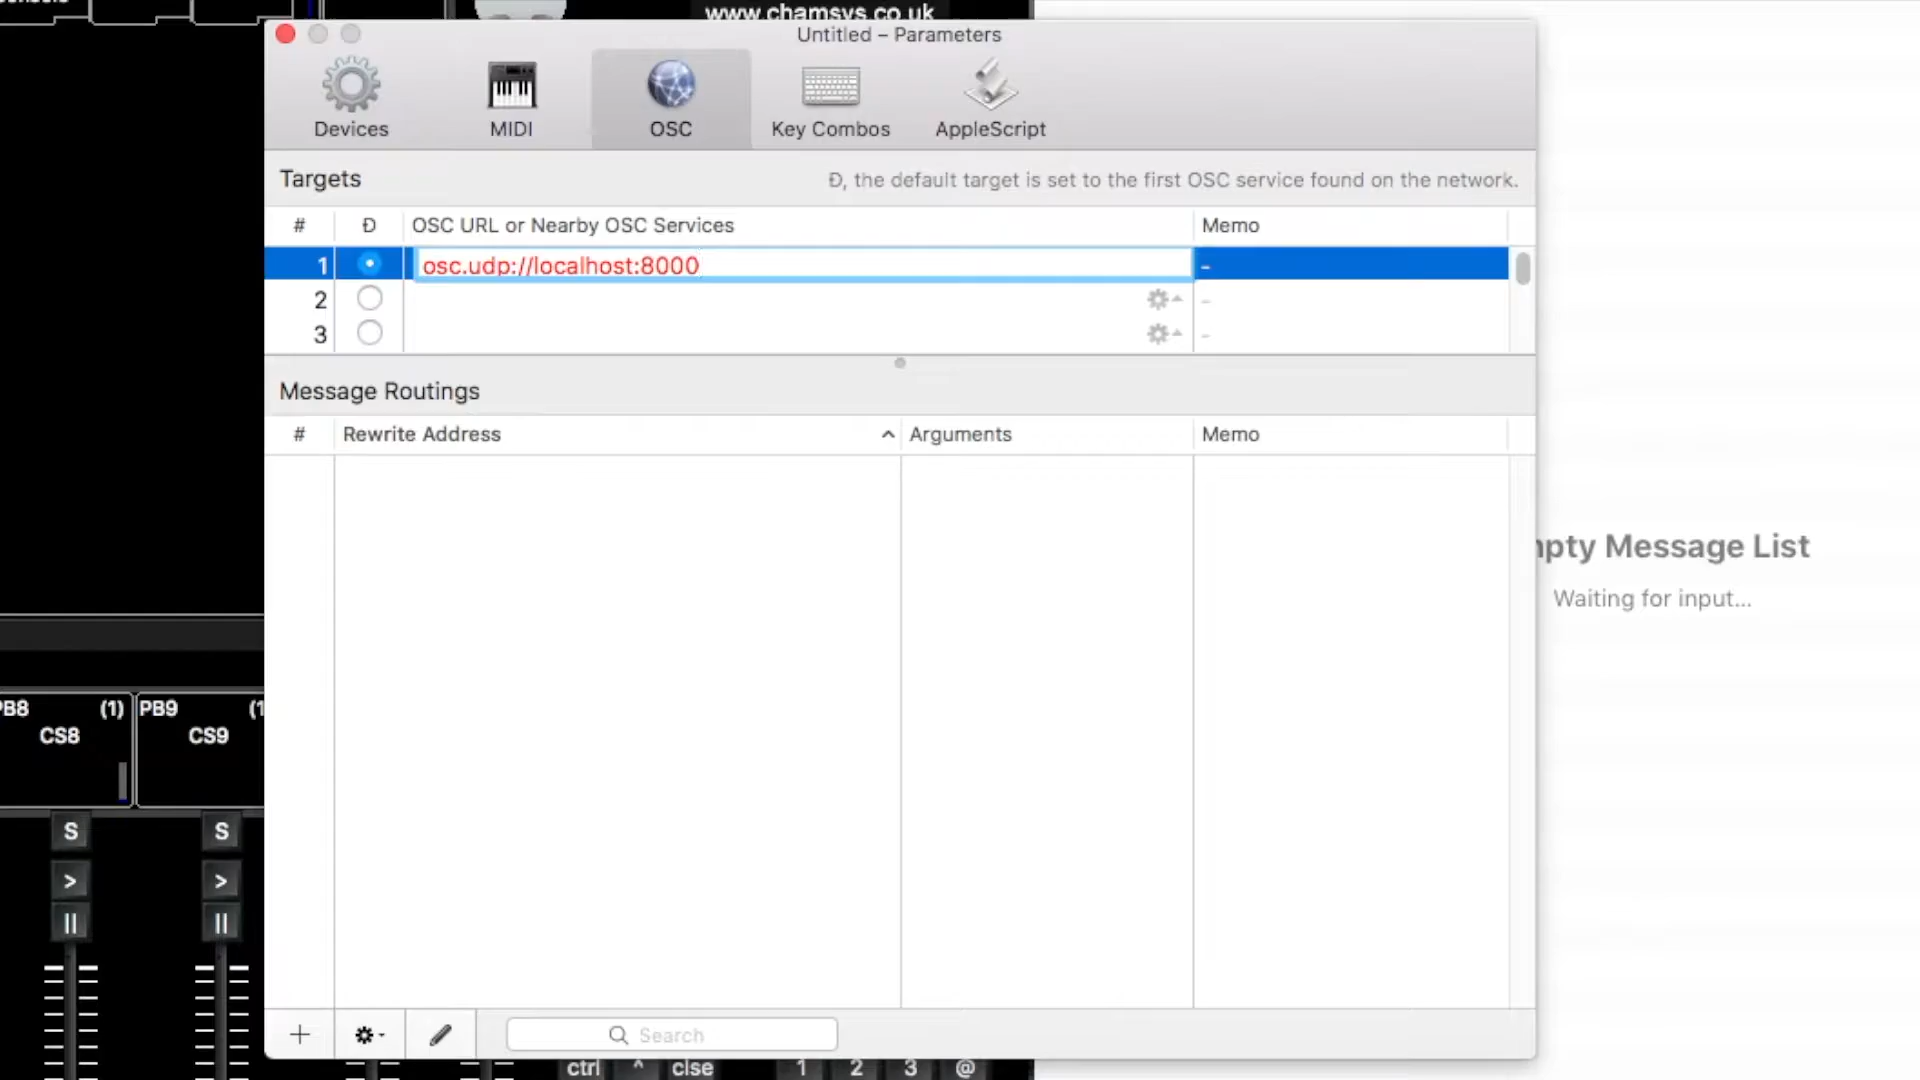 www.chamsys.co.uk
Untitled – Parameters
Devices
MIDI
OSC
Key Combos
AppleScript
Targets
Đ, the default target is set to the first OSC service found on the network.
# Đ OSC URL or Nearby OSC Services Memo
1 osc.udp://localhost:8000 –
2 –
3 –
Message Routings
# Rewrite Address Arguments Memo
pty Message List
Waiting for input...
PB8 (1) PB9 (1
CS8 CS9
S S
> >
|| ||
Search
ctrl ^ clse 1 2 3 @